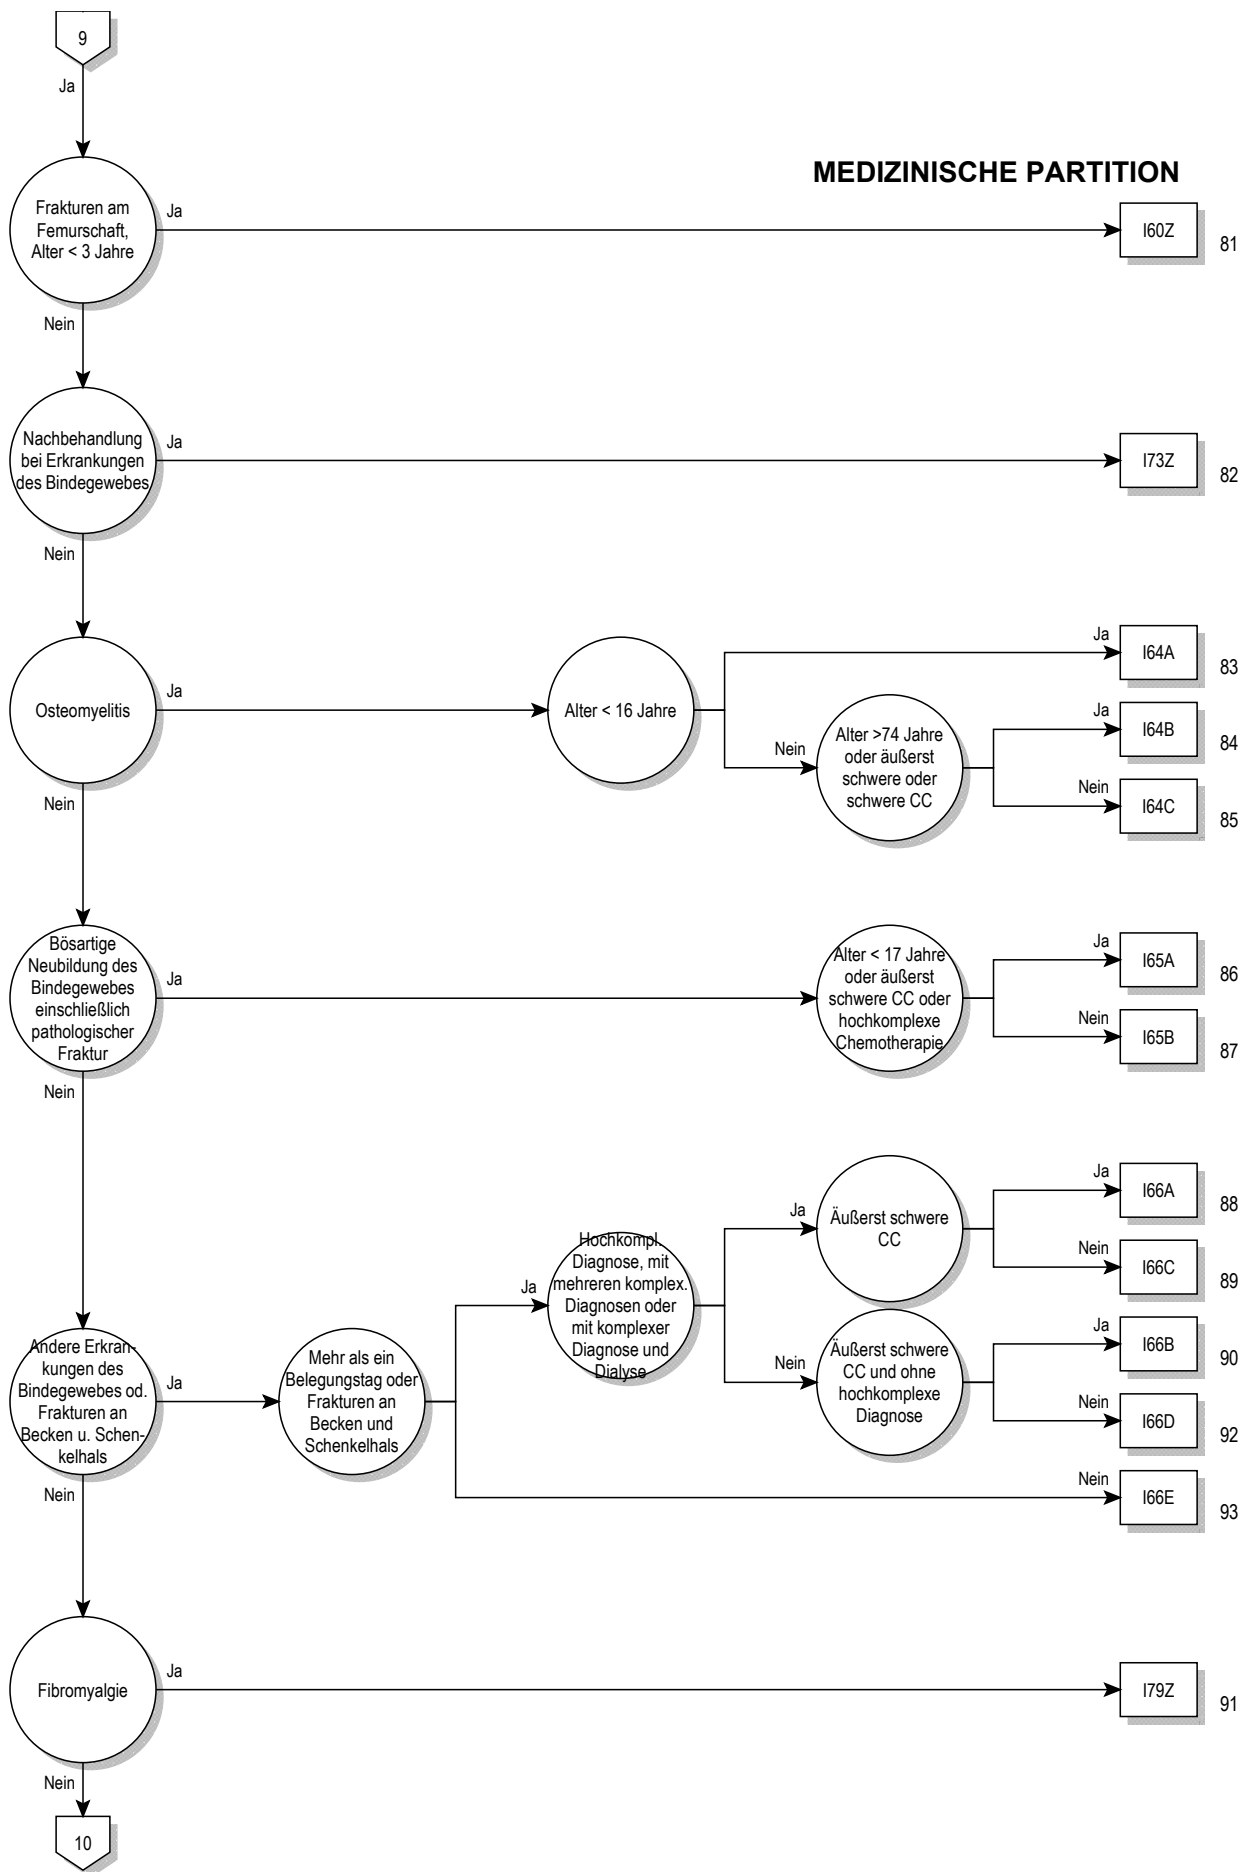 9
Ja
MEDIZINISCHE PARTITION
Frakturen am
Femurschaft,
Alter < 3 Jahre
Ja
I60Z
81
Nein
Nachbehandlung
bei Erkrankungen
des Bindegewebes
Ja
I73Z
82
Nein
Osteomyelitis
Ja
Alter < 16 Jahre
Ja
I64A
83
Nein
Alter >74 Jahre
oder äußerst
schwere oder
schwere CC
Ja
I64B
84
Nein
I64C
85
Nein
Bösartige
Neubildung des
Bindegewebes
einschließlich
pathologischer
Fraktur
Ja
Alter < 17 Jahre
oder äußerst
schwere CC oder
hochkomplexe
Chemotherapie
Ja
I65A
86
Nein
I65B
87
Nein
Andere Erkran-
kungen des
Bindegewebes od.
Frakturen an
Becken u. Schen-
kelhals
Ja
Mehr als ein
Belegungstag oder
Frakturen an
Becken und
Schenkelhals
Ja
Hochkompl.
Diagnose, mit
mehreren komplex.
Diagnosen oder
mit komplexer
Diagnose und
Dialyse
Ja
Äußerst schwere
CC
Ja
I66A
88
Nein
I66C
89
Nein
Äußerst schwere
CC und ohne
hochkomplexe
Diagnose
Ja
I66B
90
Nein
I66D
92
Nein
I66E
93
Nein
Fibromyalgie
Ja
I79Z
91
Nein
10